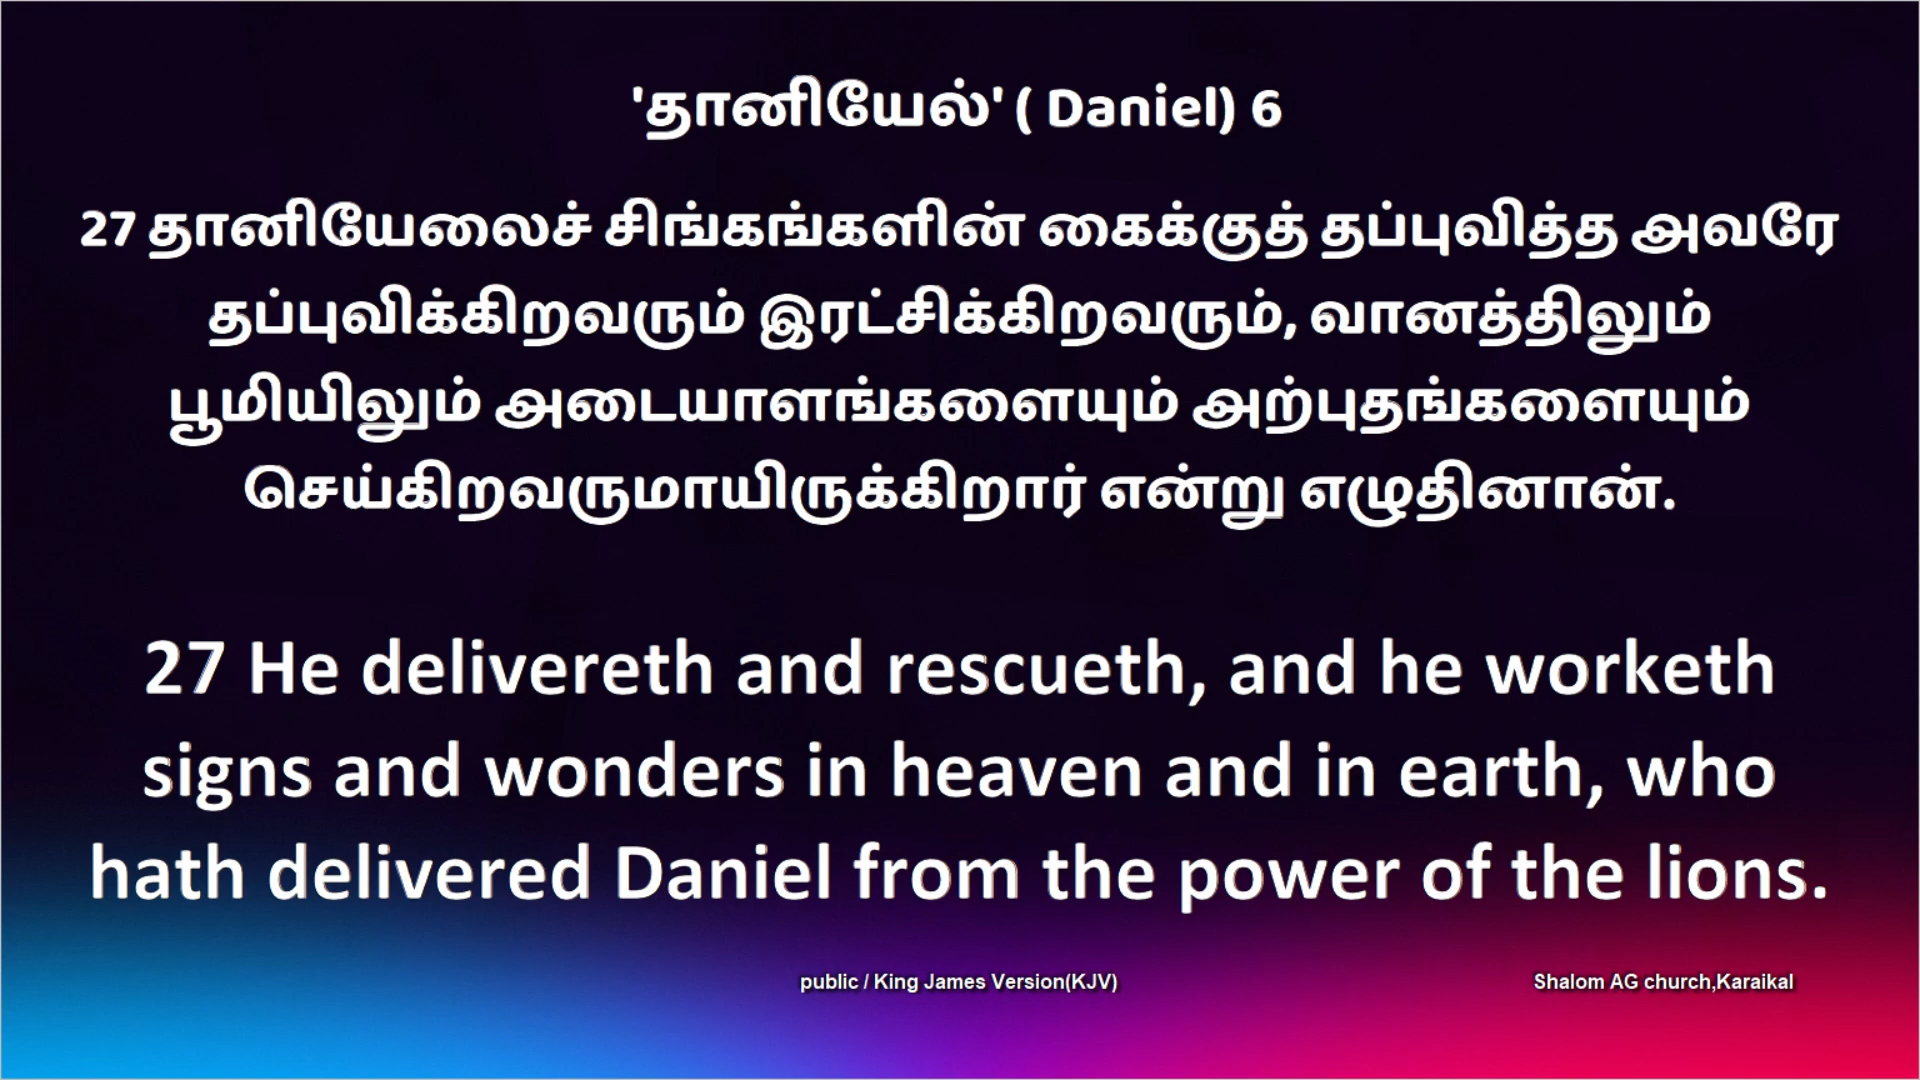 'தானியேல்' ( Daniel) 6
27 தானியேலைச் சிங்கங்களின் கைக்குத் தப்புவித்த அவரே
தப்புவிக்கிறவரும் இரட்சிக்கிறவரும், வானத்திலும்
பூமியிலும் அடையாளங்களையும் அற்புதங்களையும்
செய்கிறவருமாயிருக்கிறார் என்று எழுதினான்.
27 He delivereth and rescueth, and he worketh
signs and wonders in heaven and in earth, who
hath delivered Daniel from the power of the lions.
public / King James Version(KJV)
Shalom AG church,Karaikal